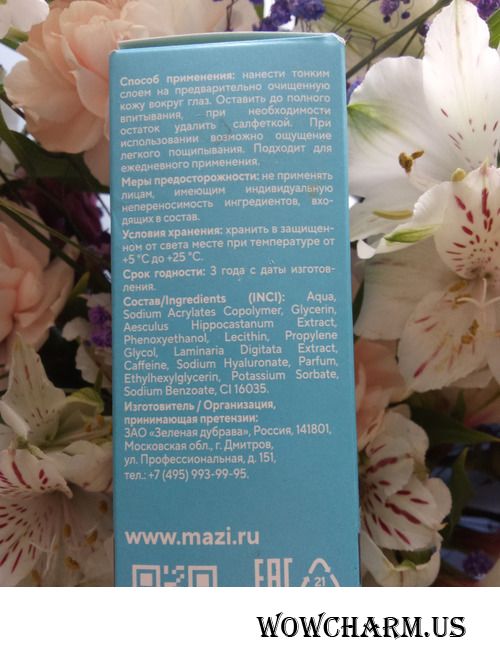 Способ применения: нанести тонким
слоем на предварительно очищенную
кожу вокруг глаз. Оставить до полного
впитывания, при необходимости
остаток удалить салфеткой. При
использовании возможно ощущение
легкого пощипывания. Подходит для
ежедневного применения.
Меры предосторожности: не применять
лицам, имеющим индивидуальную
непереносимость ингредиентов, вхо-
дящих в состав.
Условия хранения: хранить в защищен-
ном от света месте при температуре от
+5 °С до +25 °С.
Срок годности: 3 года с даты изготов-
ления.
Состав/Ingredients (INCI): Aqua,
Sodium Acrylates Copolymer, Glycerin,
Aesculus Hippocastanum Extract,
Phenoxyethanol, Lecithin, Propylene
Glycol, Laminaria Digitata Extract,
Caffeine, Sodium Hyaluronate, Parfum,
Ethylhexylglycerin, Potassium Sorbate,
Sodium Benzoate, CI 16035.
Изготовитель / Организация,
принимающая претензии:
ЗАО «Зеленая дубрава», Россия, 141801,
Московская обл., г. Дмитров,
ул. Профессиональная, д. 151,
тел.: +7 (495) 993-99-95.
www.mazi.ru
EAC
21
WOWCHARM.US